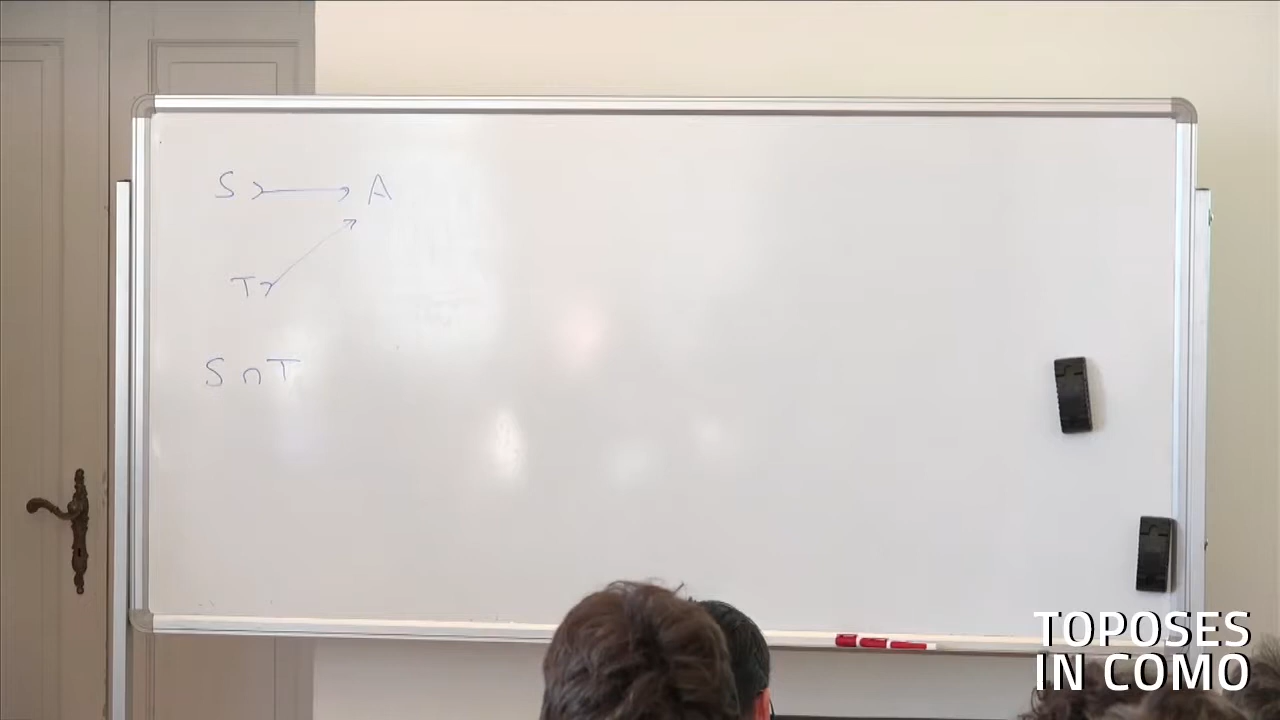 S ↣ A
T ↣
S ∩ T
TOPOSES
IN COMO